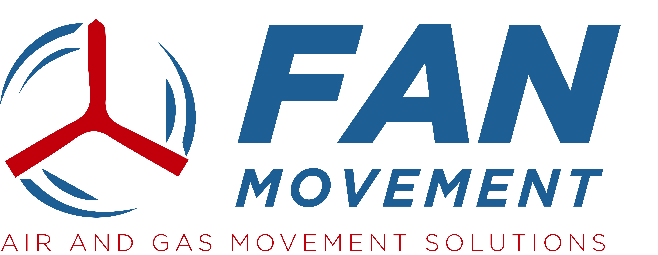 FAN
MOVEMENT
AIR AND GAS MOVEMENT SOLUTIONS